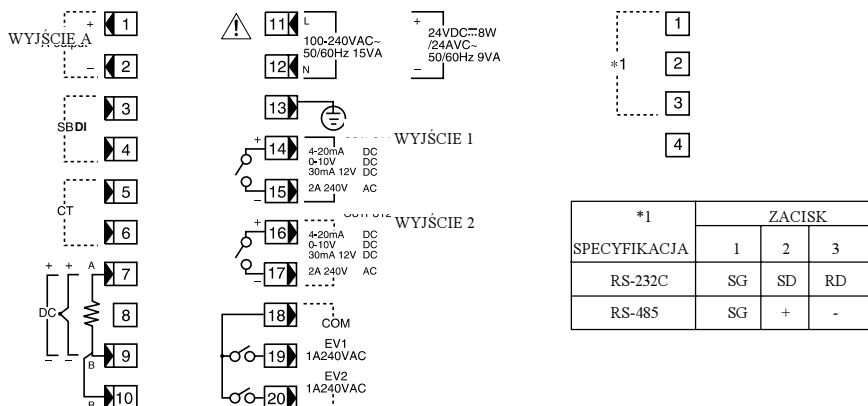 WYJŚCIE A
+
1
–
2
SBDI
3
4
CT
5
6
+ + A
7
DC
8
– –
B
9
B
10
11
L
100-240VAC~
50/60Hz 15VA
12
N
+
24VDC⎓8W
/24AVC~
50/60Hz 9VA
–
13
WYJŚCIE 1
+
14
4-20mA DC
0-10V DC
30mA 12V DC
15
–
2A 240V AC
WYJŚCIE 2
+
16
4-20mA DC
0-10V DC
30mA 12V DC
17
–
2A 240V AC
18
COM
EV1
19
1A240VAC
EV2
1A240VAC
20
1
*1
2
3
4
*1 ZACISK
SPECYFIKACJA 1 2 3
RS-232C SG SD RD
RS-485 SG + -